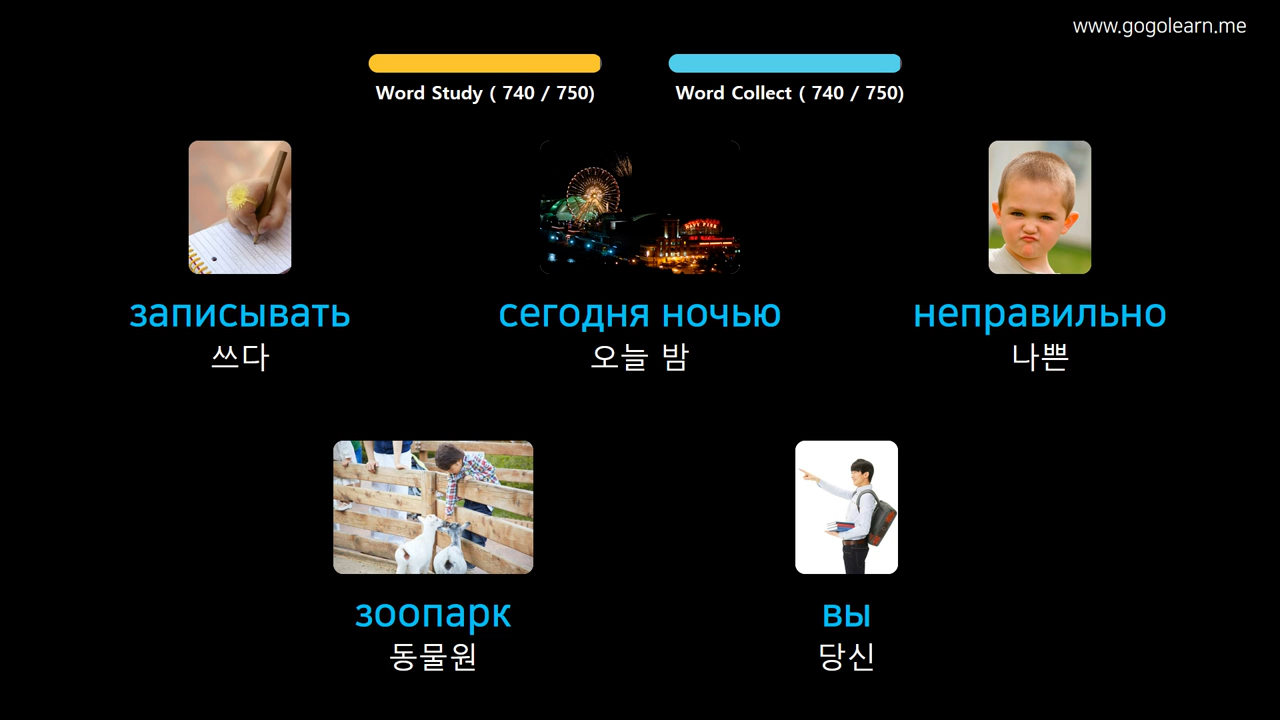 www.gogolearn.me
Word Study ( 740 / 750)
Word Collect ( 740 / 750)
записывать
쓰다
сегодня ночью
오늘 밤
неправильно
나쁜
зоопарк
동물원
вы
당신